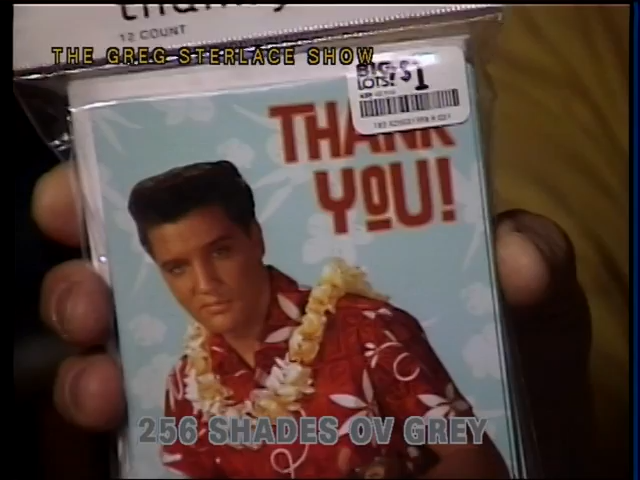 12 COUNT
THE GREG STERLACE SHOW
BIG LOTS! $1
THANK
YOU!
256 SHADES OV GREY